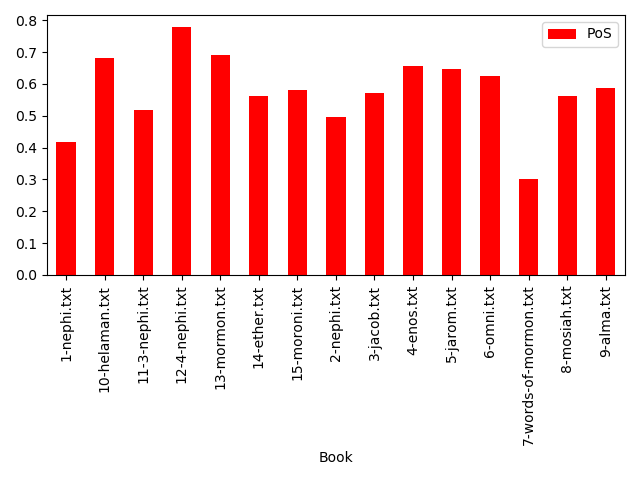 PoS
0.8
0.7
0.6
0.5
0.4
0.3
0.2
0.1
0.0
1-nephi.txt
10-helaman.txt
11-3-nephi.txt
12-4-nephi.txt
13-mormon.txt
14-ether.txt
15-moroni.txt
2-nephi.txt
3-jacob.txt
4-enos.txt
5-jarom.txt
6-omni.txt
7-words-of-mormon.txt
8-mosiah.txt
9-alma.txt
Book